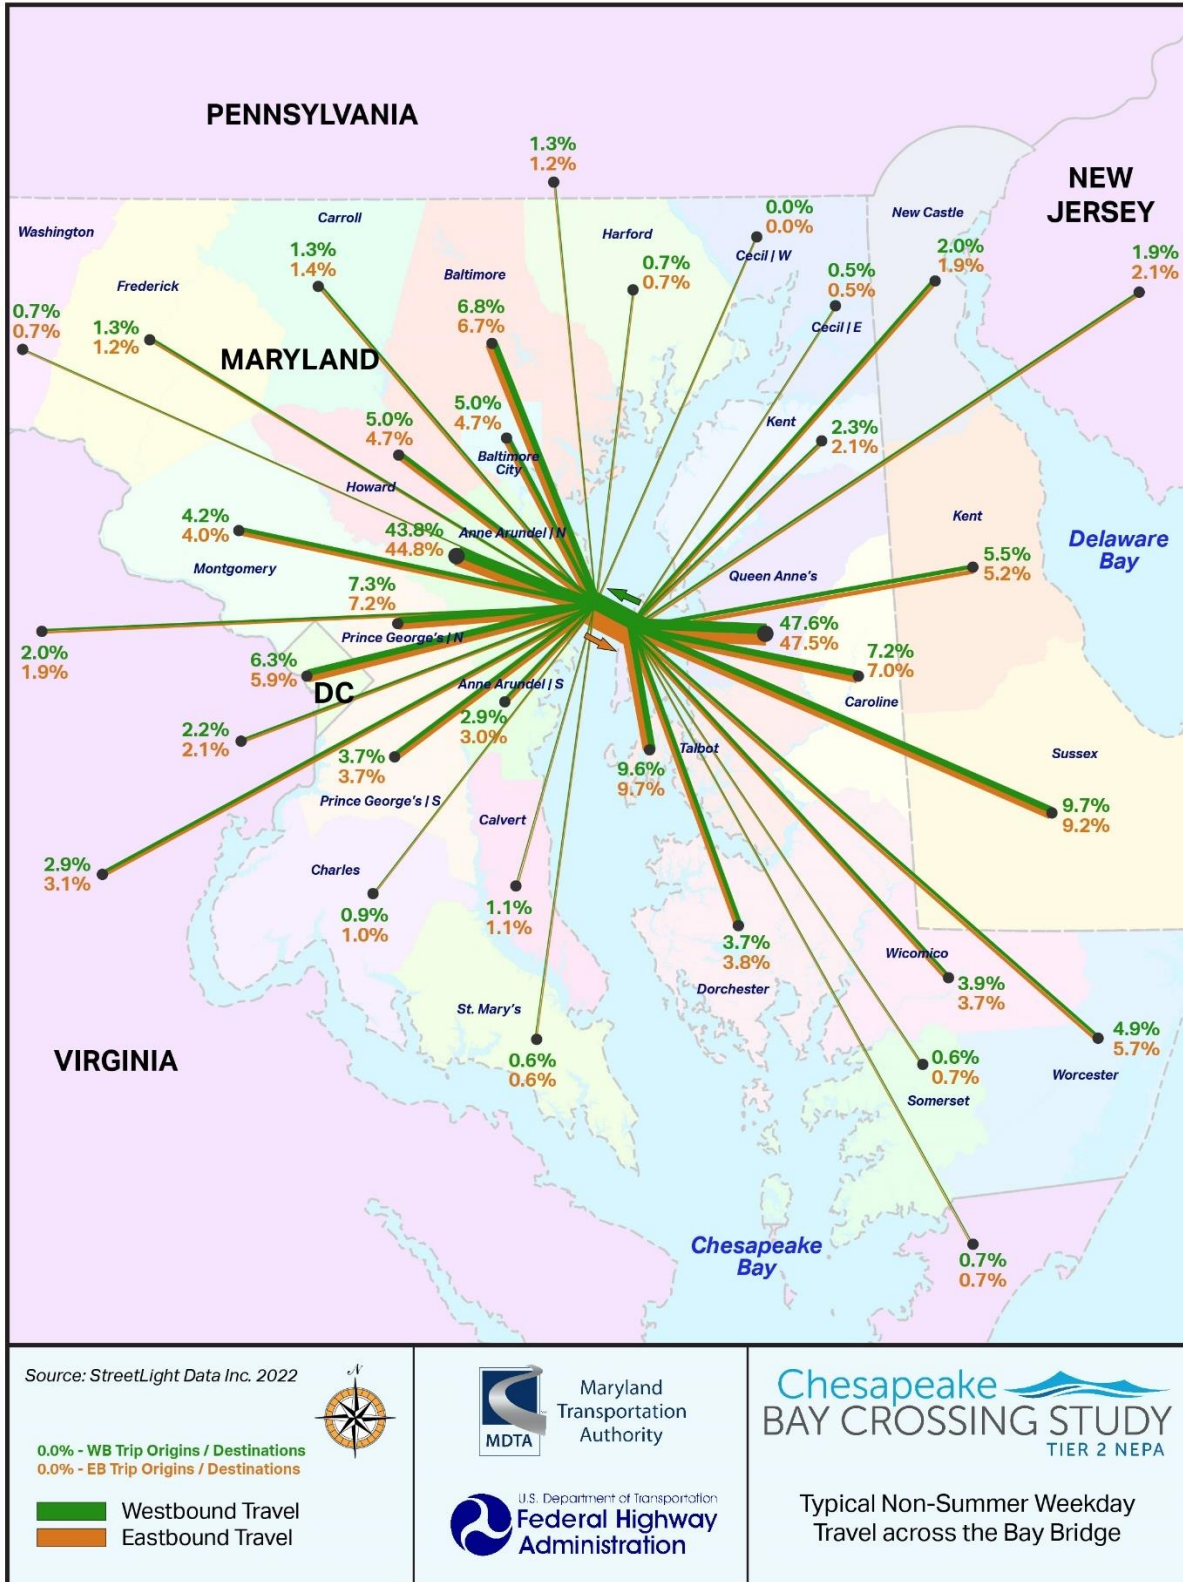 PENNSYLVANIA
1.3%
1.2%
NEW
JERSEY
Washington
Carroll
Harford
0.0%
0.0%
Cecil | W
New Castle
Frederick
1.3%
1.4%
Baltimore
0.7%
0.7%
0.5%
0.5%
Cecil | E
2.0%
1.9%
1.9%
2.1%
0.7%
0.7%
1.3%
1.2%
MARYLAND
6.8%
6.7%
5.0%
4.7%
5.0%
4.7%
Baltimore
City
Kent
2.3%
2.1%
Howard
4.2%
4.0%
43.8%
44.8%
Anne Arundel | N
Kent
Delaware
Bay
Montgomery
7.3%
7.2%
Queen Anne's
5.5%
5.2%
2.0%
1.9%
Prince George's | N
47.6%
47.5%
6.3%
5.9%
DC
Anne Arundel | S
7.2%
7.0%
Caroline
2.2%
2.1%
2.9%
3.0%
3.7%
3.7%
Talbot
9.6%
9.7%
Sussex
Prince George's | S
Calvert
9.7%
9.2%
2.9%
3.1%
Charles
0.9%
1.0%
1.1%
1.1%
3.7%
3.8%
Dorchester
Wicomico
3.9%
3.7%
St. Mary's
0.6%
0.6%
4.9%
5.7%
Worcester
VIRGINIA
0.6%
0.7%
Somerset
Chesapeake
Bay
0.7%
0.7%
Source: StreetLight Data Inc. 2022
N
0.0% - WB Trip Origins / Destinations
0.0% - EB Trip Origins / Destinations
Westbound Travel
Eastbound Travel
MDTA
Maryland
Transportation
Authority
U.S. Department of Transportation
Federal Highway
Administration
Chesapeake
BAY CROSSING STUDY
TIER 2 NEPA
Typical Non-Summer Weekday
Travel across the Bay Bridge